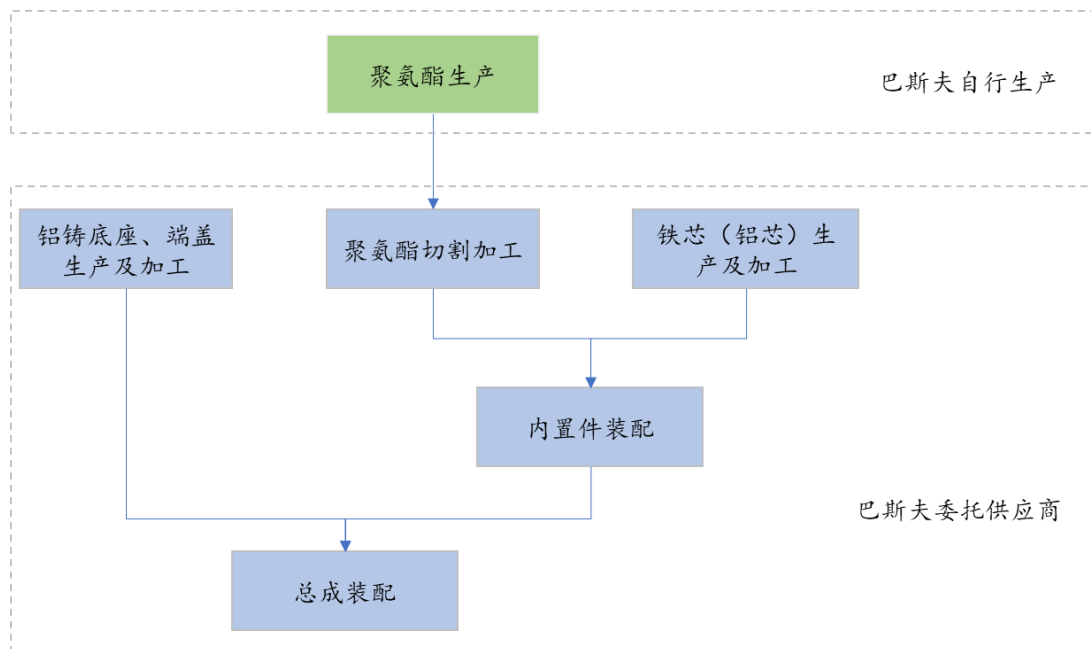 聚氨酯生产
巴斯夫自行生产
铝铸底座、端盖
生产及加工
聚氨酯切割加工
铁芯（铝芯）生
产及加工
内置件装配
巴斯夫委托供应商
总成装配